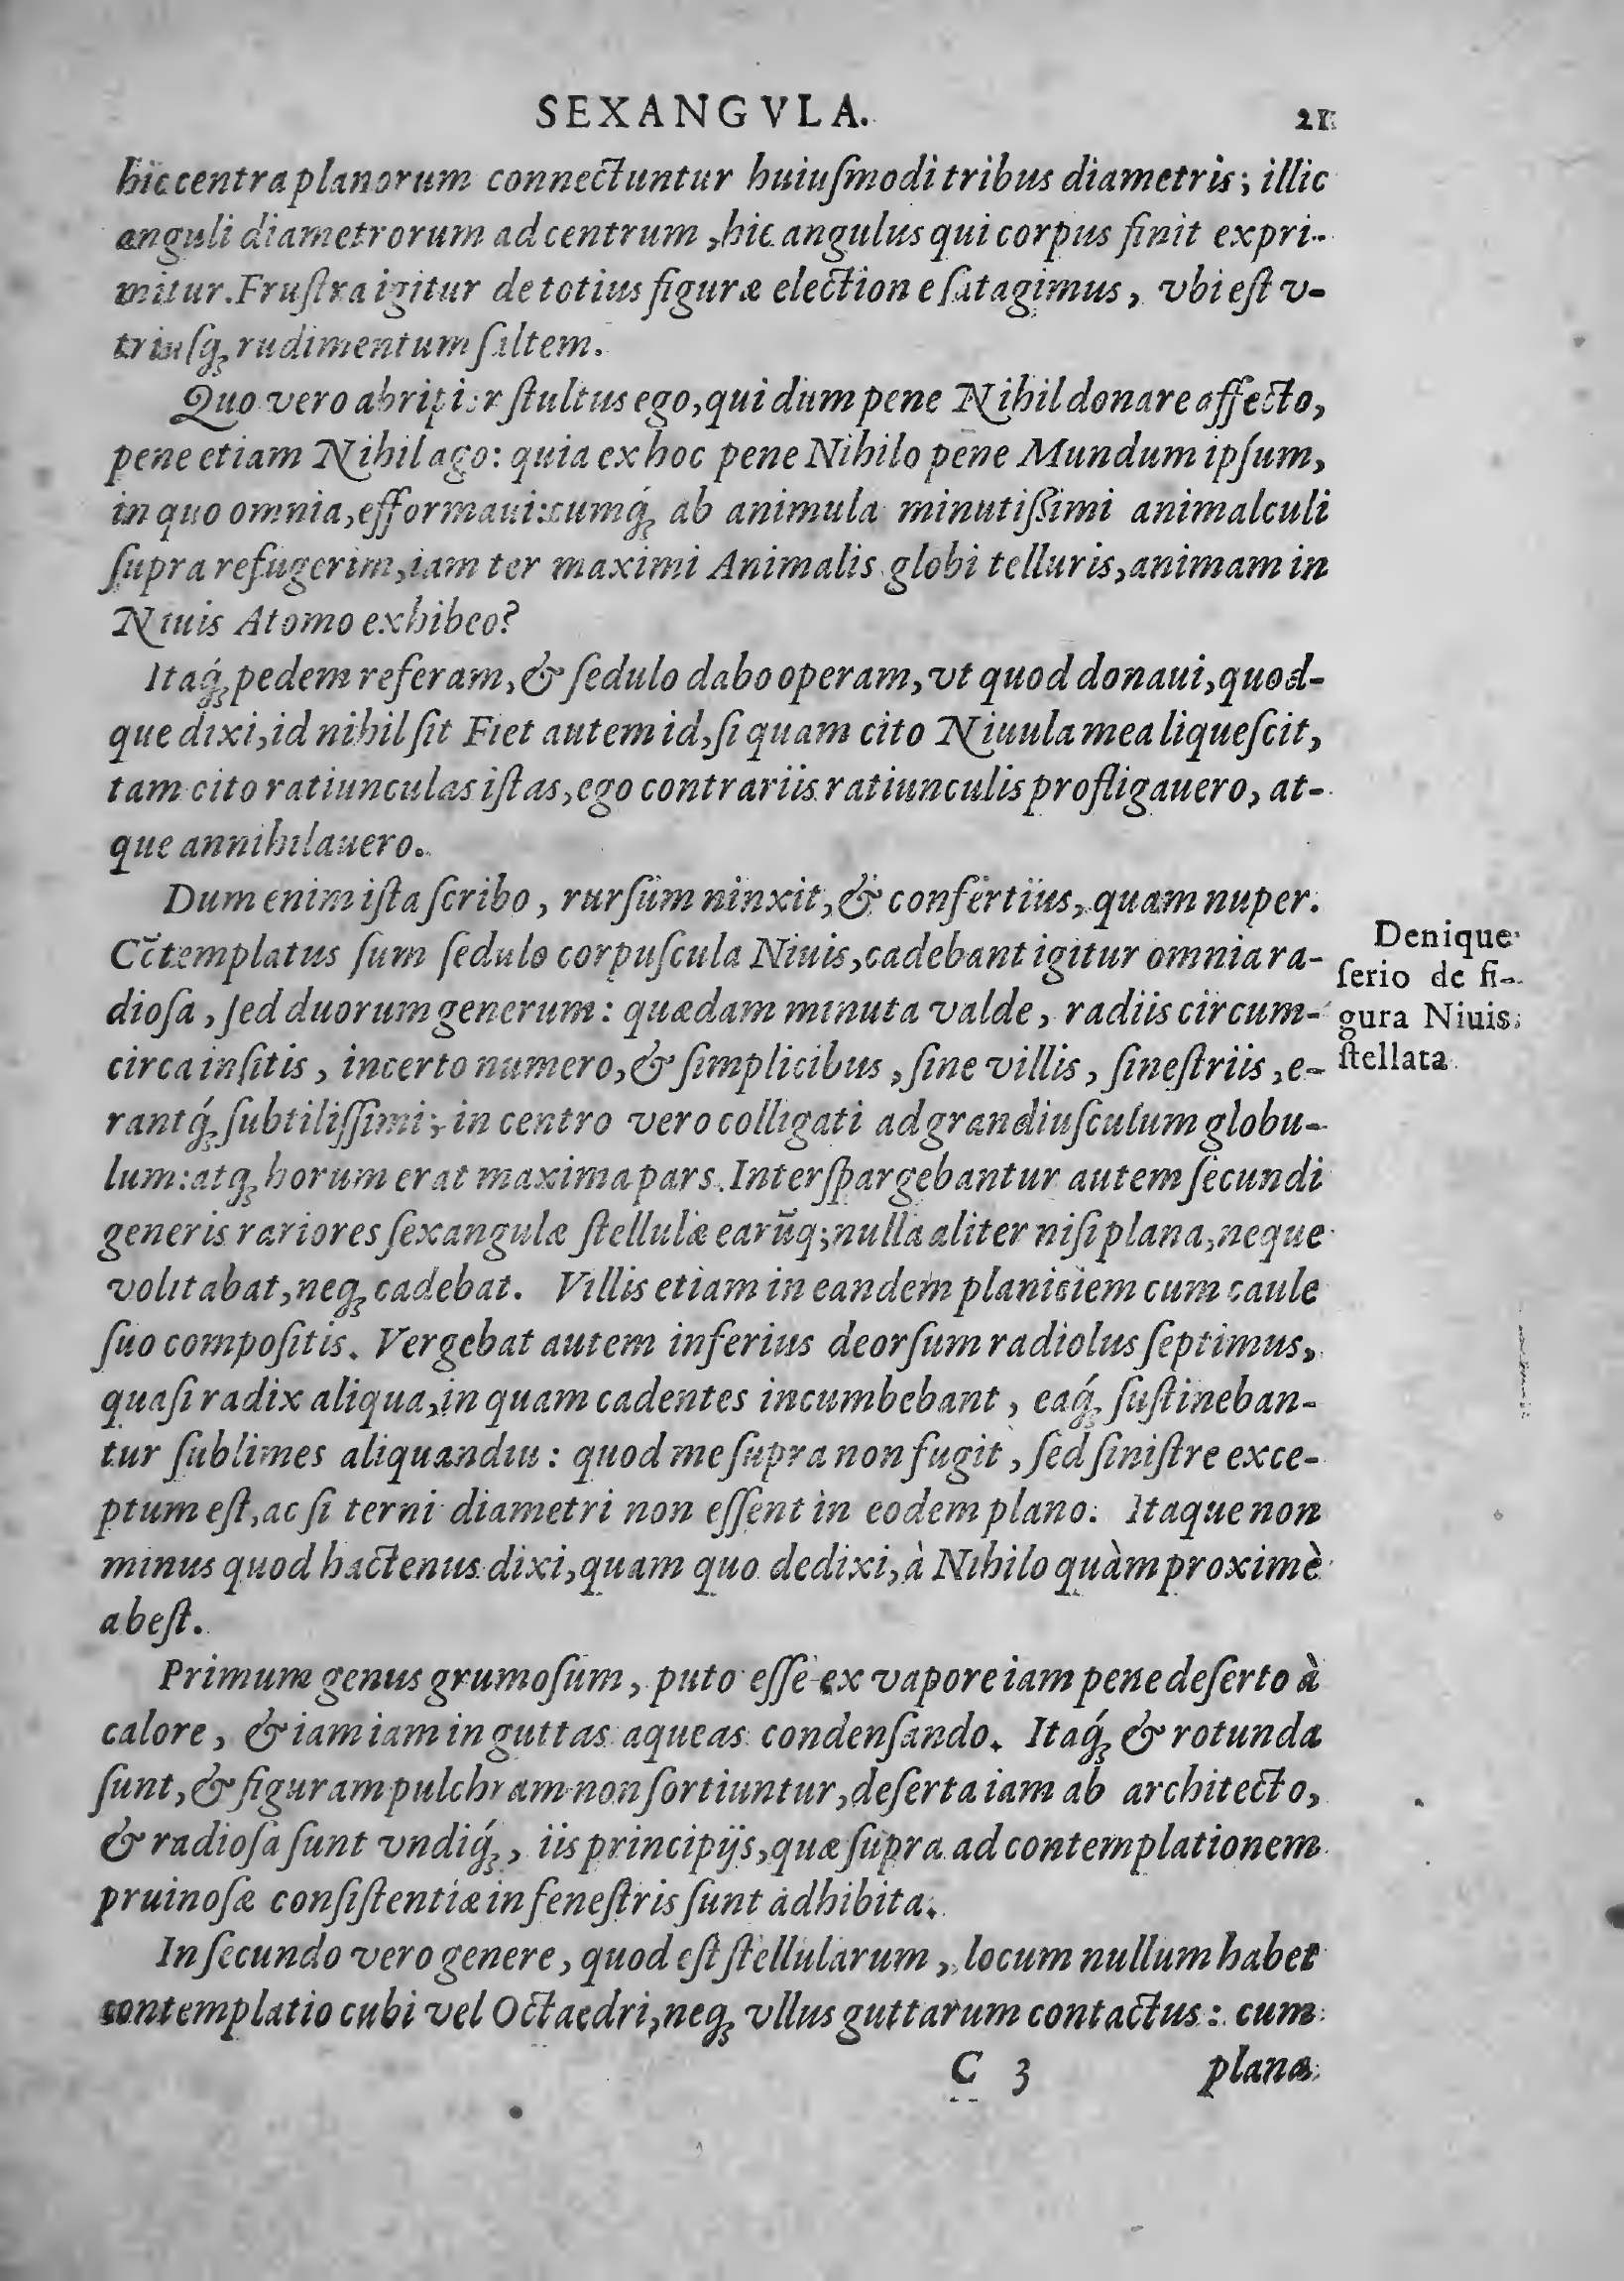 SEXANGVLA. 21
hic centra planorum connectuntur huiuſmodi tribus diametris; illic
anguli diametrorum ad centrum, hic angulus qui corpus finit expri-
mitur. Fruſtra igitur de totius figuræ electione ſatagimus, vbi eſt v-
triuſq́ꝫ rudimentum ſaltem.
Quo vero abripior ſtultus ego, qui dum pene Nihil donare affecto,
pene etiam Nihil ago: quia ex hoc pene Nihilo pene Mundum ipſum,
in quo omnia, efformaui: cumq́ꝫ ab animula minutiſsimi animalculi
ſupra refugerim, iam ter maximi Animalis globi telluris, animam in
Niuis Atomo exhibeo?
Itaq́ꝫ pedem referam, & ſedulo dabo operam, vt quod donaui, quod-
que dixi, id nihil ſit Fiet autem id, ſi quam cito Niuula mea liqueſcit,
tam cito ratiunculas iſtas, ego contrariis ratiunculis profligauero, at-
que annihilauero.
Dum enim iſta ſcribo, rurſum ninxit, & confertius, quam nuper.
Cōtemplatus ſum ſedulo corpuſcula Niuis, cadebant igitur omnia ra-
Denique
dioſa, ſed duorum generum: quædam minuta valde, radiis circum-
ſerio de fi-
gura Niuis
circa inſitis, incerto numero, & ſimplicibus, ſine villis, ſine ſtriis, e-
ſtellata
rantq́ꝫ ſubtiliſſimi; in centro vero colligati ad grandiuſculum globu-
lum: atqꝫ horum erat maxima pars. Interſpargebantur autem ſecundi
generis rariores ſexangulæ ſtellulæ earūq; nulla aliter niſi plana, neque
volitabat, neqꝫ cadebat. Villis etiam in eandem planiciem cum caule
ſuo compoſitis. Vergebat autem inferius deorſum radiolus ſeptimus,
quaſi radix aliqua, in quam cadentes incumbebant, eaq́ꝫ ſuſtineban-
tur ſublimes aliquandiu: quod me ſupra non fugit, ſed ſiniſtre exce-
ptum eſt, ac ſi terni diametri non eſſent in eodem plano. Itaque non
minus quod hactenus dixi, quam quo dedixi, à Nihilo quàm proximè
abeſt.
Primum genus grumoſum, puto eſſe ex vapore iam pene deſerto à
calore, & iam iam in guttas aqueas condenſando. Itaq́ꝫ & rotunda
ſunt, & figuram pulchram non ſortiuntur, deſerta iam ab architecto,
& radioſa ſunt vndiq́ꝫ, iis principijs, quæ ſupra ad contemplationem
pruinoſæ conſiſtentiæ in feneſtris ſunt adhibita.
In ſecundo vero genere, quod eſt ſtellularum, locum nullum habet
contemplatio cubi vel Octaedri, neqꝫ vllus guttarum contactus: cum
C 3 planæ